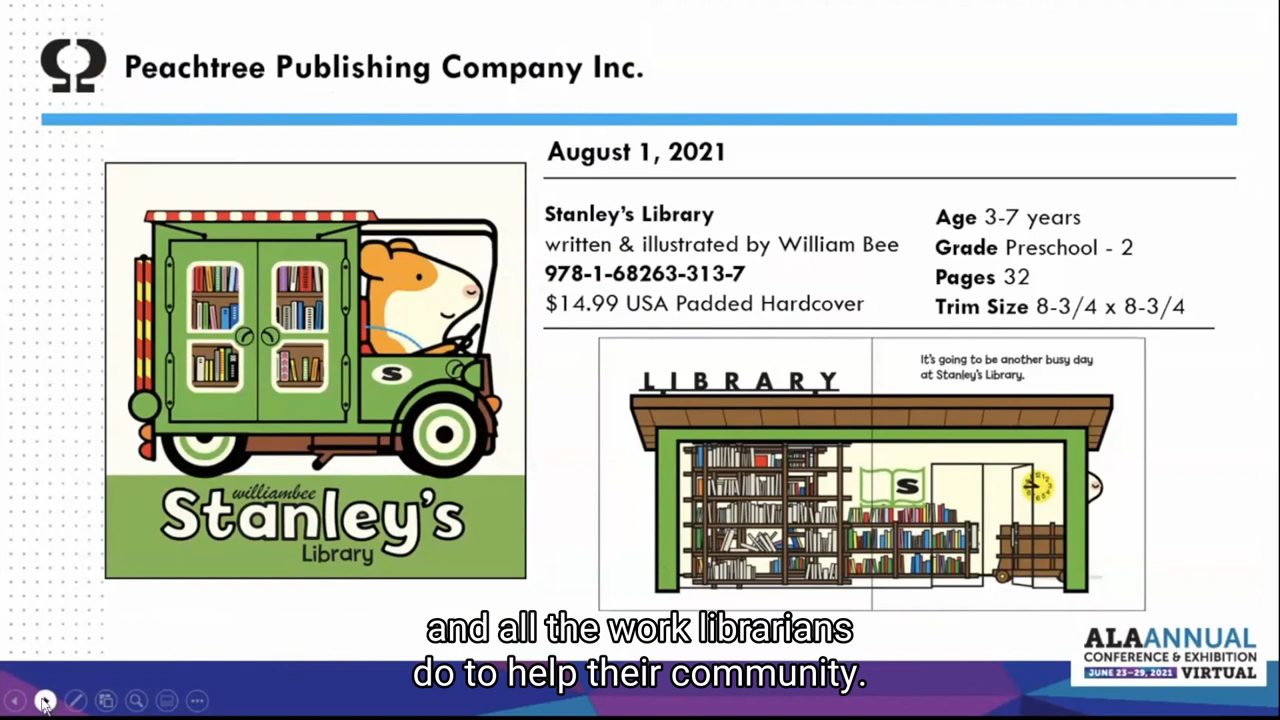 Peachtree Publishing Company Inc.
August 1, 2021
Stanley's Library
written & illustrated by William Bee
978-1-68263-313-7
$14.99 USA Padded Hardcover
Age 3-7 years
Grade Preschool - 2
Pages 32
Trim Size 8-3/4 x 8-3/4
S
williambee
Stanley's
Library
LIBRARY
It's going to be another busy day
at Stanley's Library.
S
and all the work librarians
do to help their community.
ALAANNUAL
CONFERENCE & EXHIBITION
JUNE 23–29, 2021 VIRTUAL